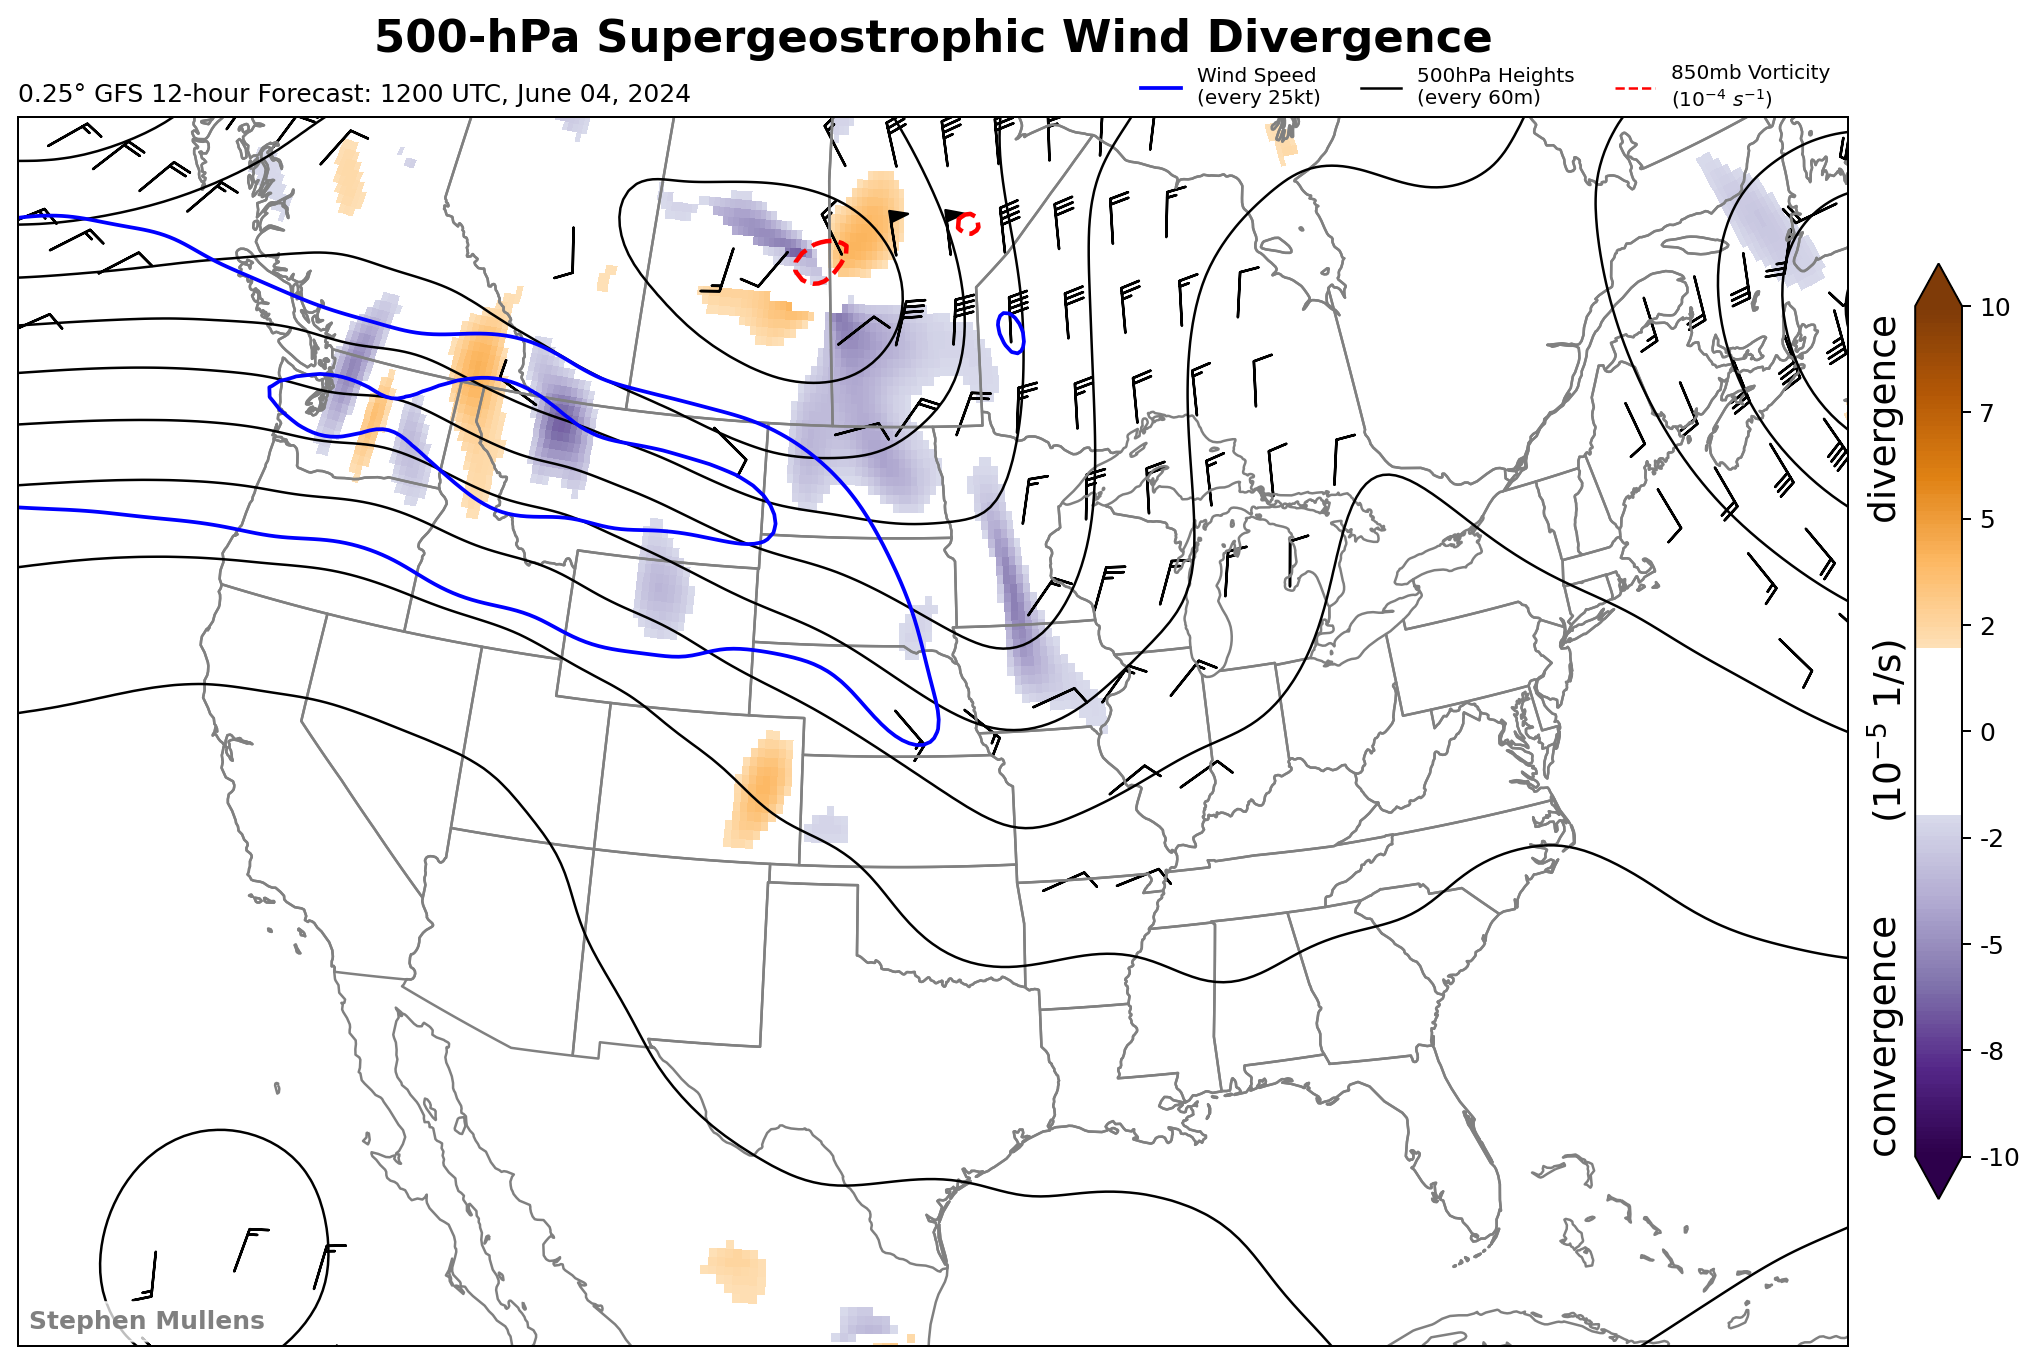 500-hPa Supergeostrophic Wind Divergence
0.25° GFS 12-hour Forecast: 1200 UTC, June 04, 2024
Wind Speed
(every 25kt)
500hPa Heights
(every 60m)
850mb Vorticity
(10⁻⁴ s⁻¹)
10
7
5
2
0
-2
-5
-8
-10
convergence (10⁻⁵ 1/s) divergence
Stephen Mullens